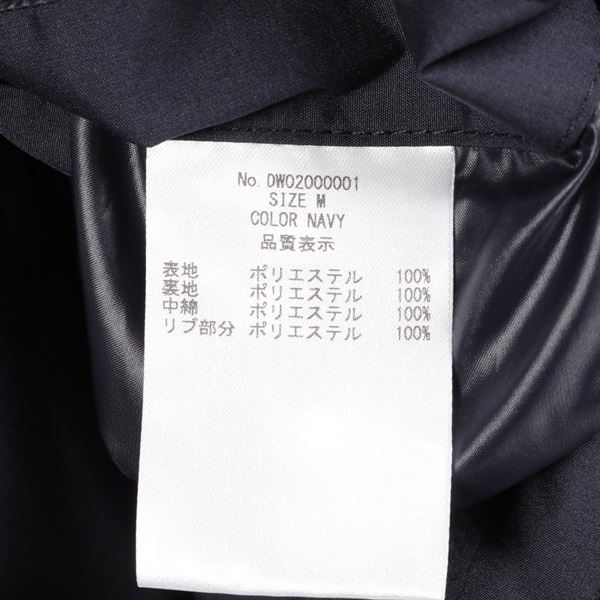 No. DW02000001
SIZE M
COLOR NAVY
品質表示
表地 ポリエステル 100%
裏地 ポリエステル 100%
中綿 ポリエステル 100%
リブ部分 ポリエステル 100%